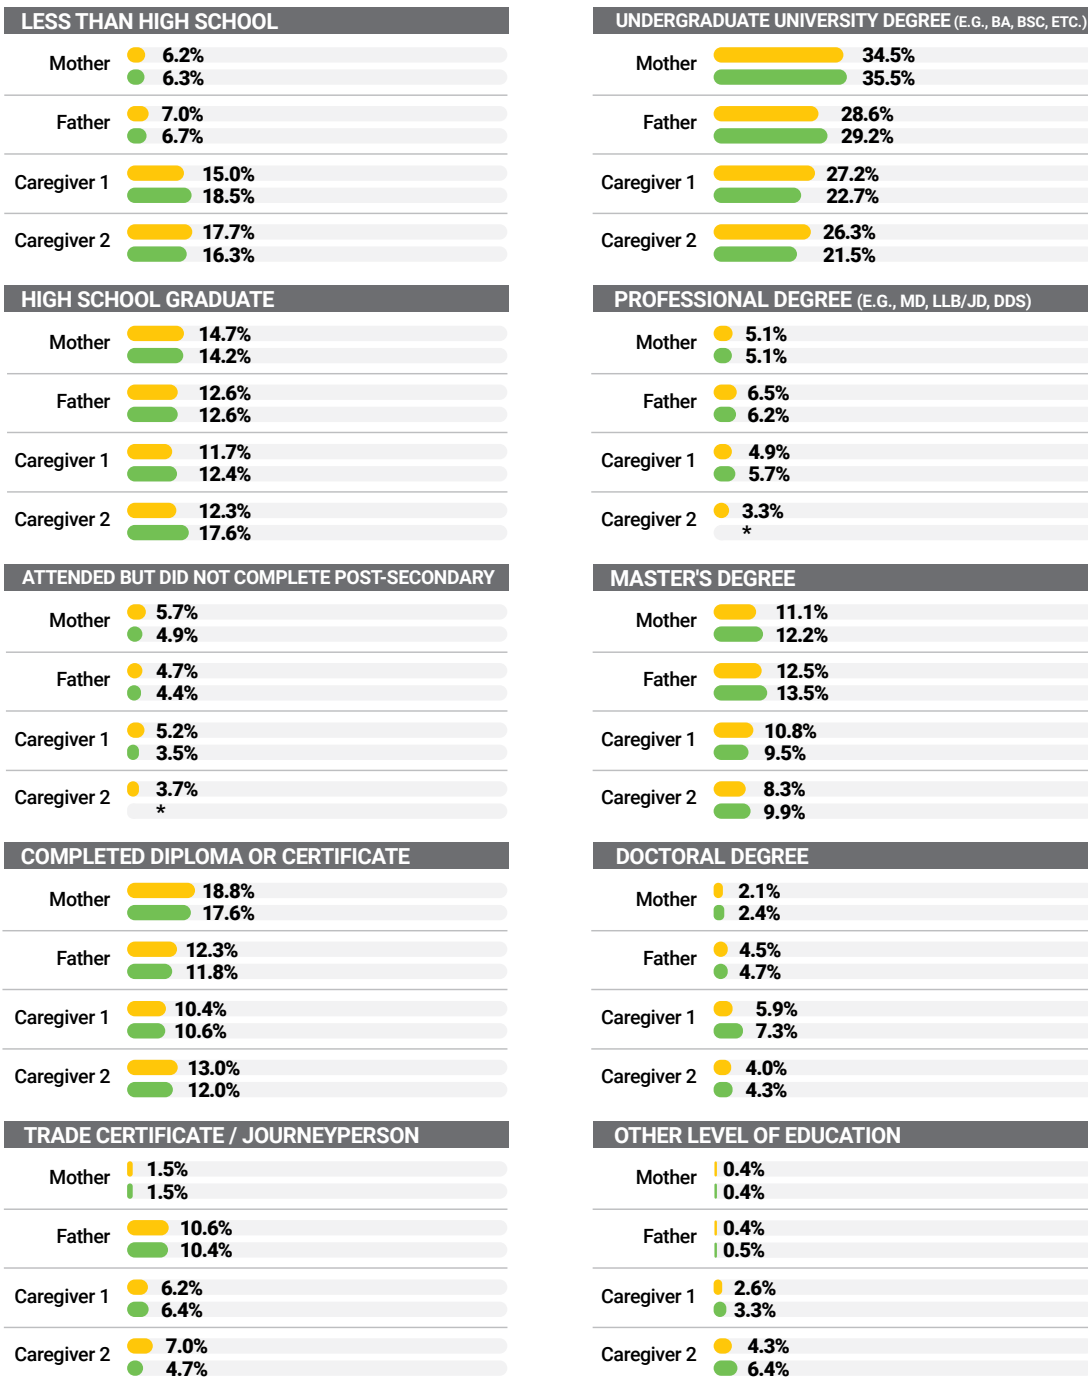 LESS THAN HIGH SCHOOL
Mother
6.2%
6.3%
Father
7.0%
6.7%
Caregiver 1
15.0%
18.5%
Caregiver 2
17.7%
16.3%
HIGH SCHOOL GRADUATE
Mother
14.7%
14.2%
Father
12.6%
12.6%
Caregiver 1
11.7%
12.4%
Caregiver 2
12.3%
17.6%
ATTENDED BUT DID NOT COMPLETE POST-SECONDARY
Mother
5.7%
4.9%
Father
4.7%
4.4%
Caregiver 1
5.2%
3.5%
Caregiver 2
3.7%
*
COMPLETED DIPLOMA OR CERTIFICATE
Mother
18.8%
17.6%
Father
12.3%
11.8%
Caregiver 1
10.4%
10.6%
Caregiver 2
13.0%
12.0%
TRADE CERTIFICATE / JOURNEYPERSON
Mother
1.5%
1.5%
Father
10.6%
10.4%
Caregiver 1
6.2%
6.4%
Caregiver 2
7.0%
4.7%
UNDERGRADUATE UNIVERSITY DEGREE (E.G., BA, BSC, ETC.)
Mother
34.5%
35.5%
Father
28.6%
29.2%
Caregiver 1
27.2%
22.7%
Caregiver 2
26.3%
21.5%
PROFESSIONAL DEGREE (E.G., MD, LLB/JD, DDS)
Mother
5.1%
5.1%
Father
6.5%
6.2%
Caregiver 1
4.9%
5.7%
Caregiver 2
3.3%
*
MASTER'S DEGREE
Mother
11.1%
12.2%
Father
12.5%
13.5%
Caregiver 1
10.8%
9.5%
Caregiver 2
8.3%
9.9%
DOCTORAL DEGREE
Mother
2.1%
2.4%
Father
4.5%
4.7%
Caregiver 1
5.9%
7.3%
Caregiver 2
4.0%
4.3%
OTHER LEVEL OF EDUCATION
Mother
0.4%
0.4%
Father
0.4%
0.5%
Caregiver 1
2.6%
3.3%
Caregiver 2
4.3%
6.4%